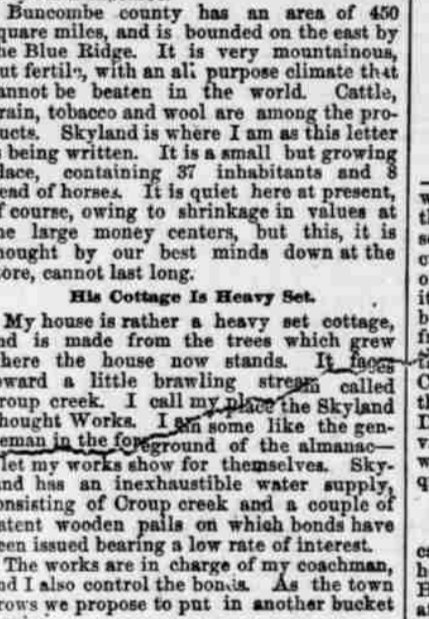 Buncombe county has an area of 450
quare miles, and is bounded on the east by
he Blue Ridge. It is very mountainous,
ut fertile, with an all purpose climate that
annot be beaten in the world. Cattle,
rain, tobacco and wool are among the pro-
ucts. Skyland is where I am as this letter
s being written. It is a small but growing
lace, containing 37 inhabitants and 8
ead of horses. It is quiet here at present,
f course, owing to shrinkage in values at
he large money centers, but this, it is
hought by our best minds down at the
tore, cannot last long.
His Cottage Is Heavy Set.
My house is rather a heavy set cottage,
nd is made from the trees which grew
here the house now stands. It faces
oward a little brawling stream called
roup creek. I call my place the Skyland
hought Works. I am some like the gen-
eman in the foreground of the almanac—
let my works show for themselves. Sky-
and has an inexhaustible water supply,
onsisting of Croup creek and a couple of
atent wooden pails on which bonds have
een issued bearing a low rate of interest.
The works are in charge of my coachman,
nd I also control the bonds. As the town
rows we propose to put in another bucket